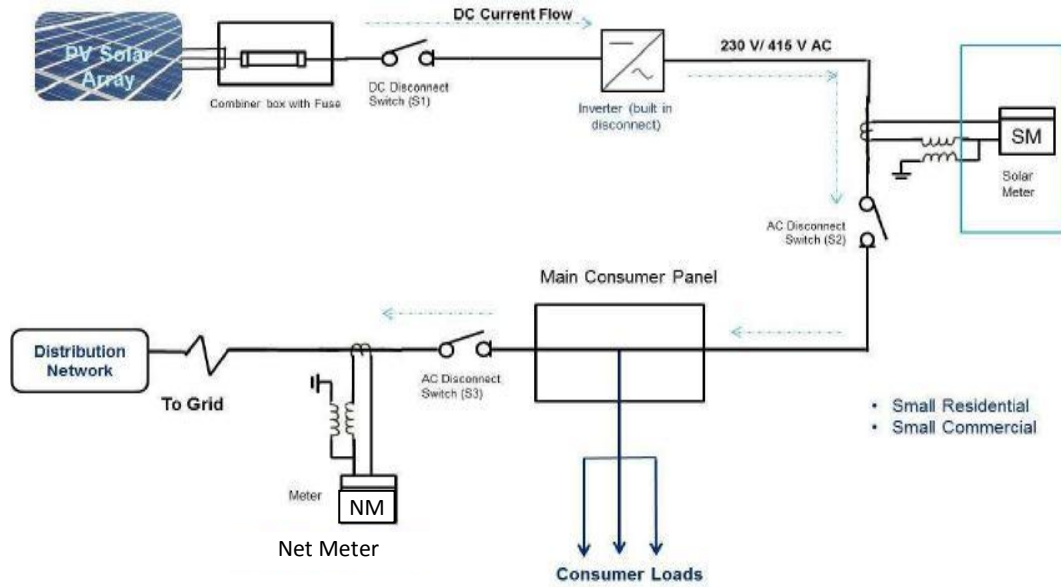 DC Current Flow
PV Solar
Array
Combiner box with Fuse
DC Disconnect
Switch (S1)
Inverter (built in
disconnect)
230 V/ 415 V AC
SM
Solar
Meter
AC Disconnect
Switch (S2)
Main Consumer Panel
Distribution
Network
To Grid
AC Disconnect
Switch (S3)
• Small Residential
• Small Commercial
Meter
NM
Net Meter
Consumer Loads